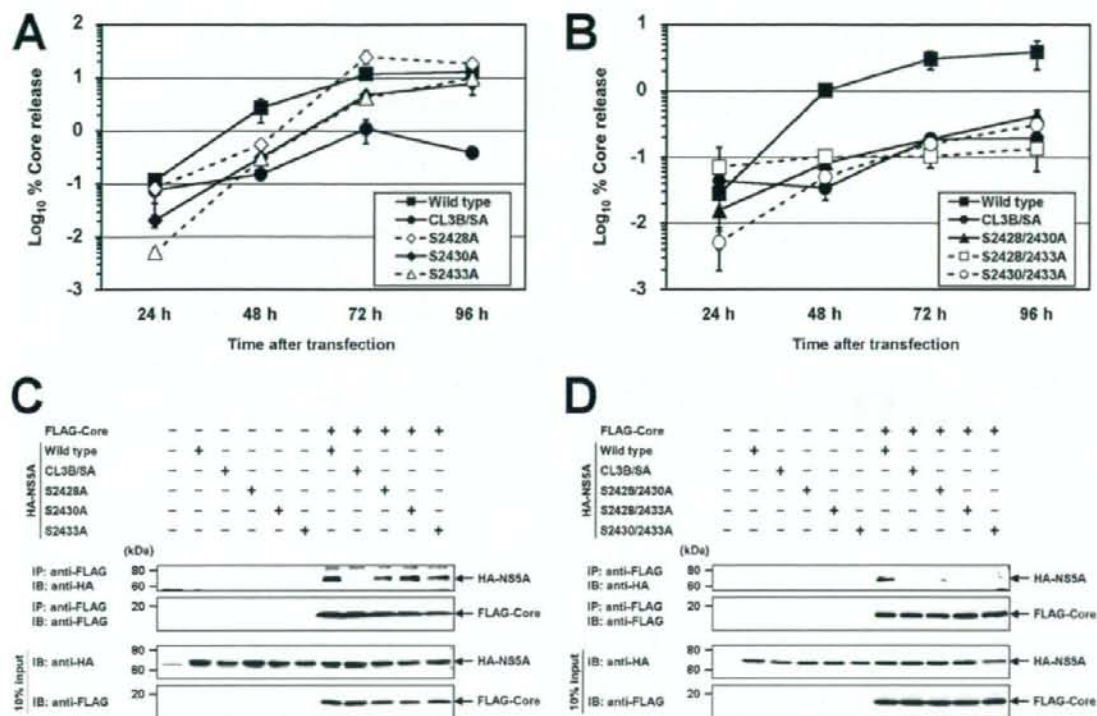 A
Log10 % Core release
2
1
0
-1
-2
-3
Wild type
CL3B/SA
S2428A
S2430A
S2433A
24 h 48 h 72 h 96 h
Time after transfection
B
Log10 % Core release
1
0
-1
-2
-3
Wild type
CL3B/SA
S2428/2430A
S2428/2433A
S2430/2433A
24 h 48 h 72 h 96 h
Time after transfection
C
FLAG-Core − − − − − − + + + + +
HA-NS5A
Wild type − + − − − − + − − − −
CL3B/SA − − + − − − − + − − −
S2428A − − − + − − − − + − −
S2430A − − − − + − − − − + −
S2433A − − − − − + − − − − +
(kDa)
IP: anti-FLAG
IB: anti-HA
80
60
HA-NS5A
IP: anti-FLAG
IB: anti-FLAG
20
FLAG-Core
10% input
IB: anti-HA
80
60
HA-NS5A
IB: anti-FLAG
20
FLAG-Core
D
FLAG-Core − − − − − − + + + + +
HA-NS5A
Wild type − + − − − − + − − − −
CL3B/SA − − + − − − − + − − −
S2428/2430A − − − + − − − − + − −
S2428/2433A − − − − + − − − − + −
S2430/2433A − − − − − + − − − − +
(kDa)
IP: anti-FLAG
IB: anti-HA
80
60
HA-NS5A
IP: anti-FLAG
IB: anti-FLAG
20
FLAG-Core
10% input
IB: anti-HA
80
60
HA-NS5A
IB: anti-FLAG
20
FLAG-Core